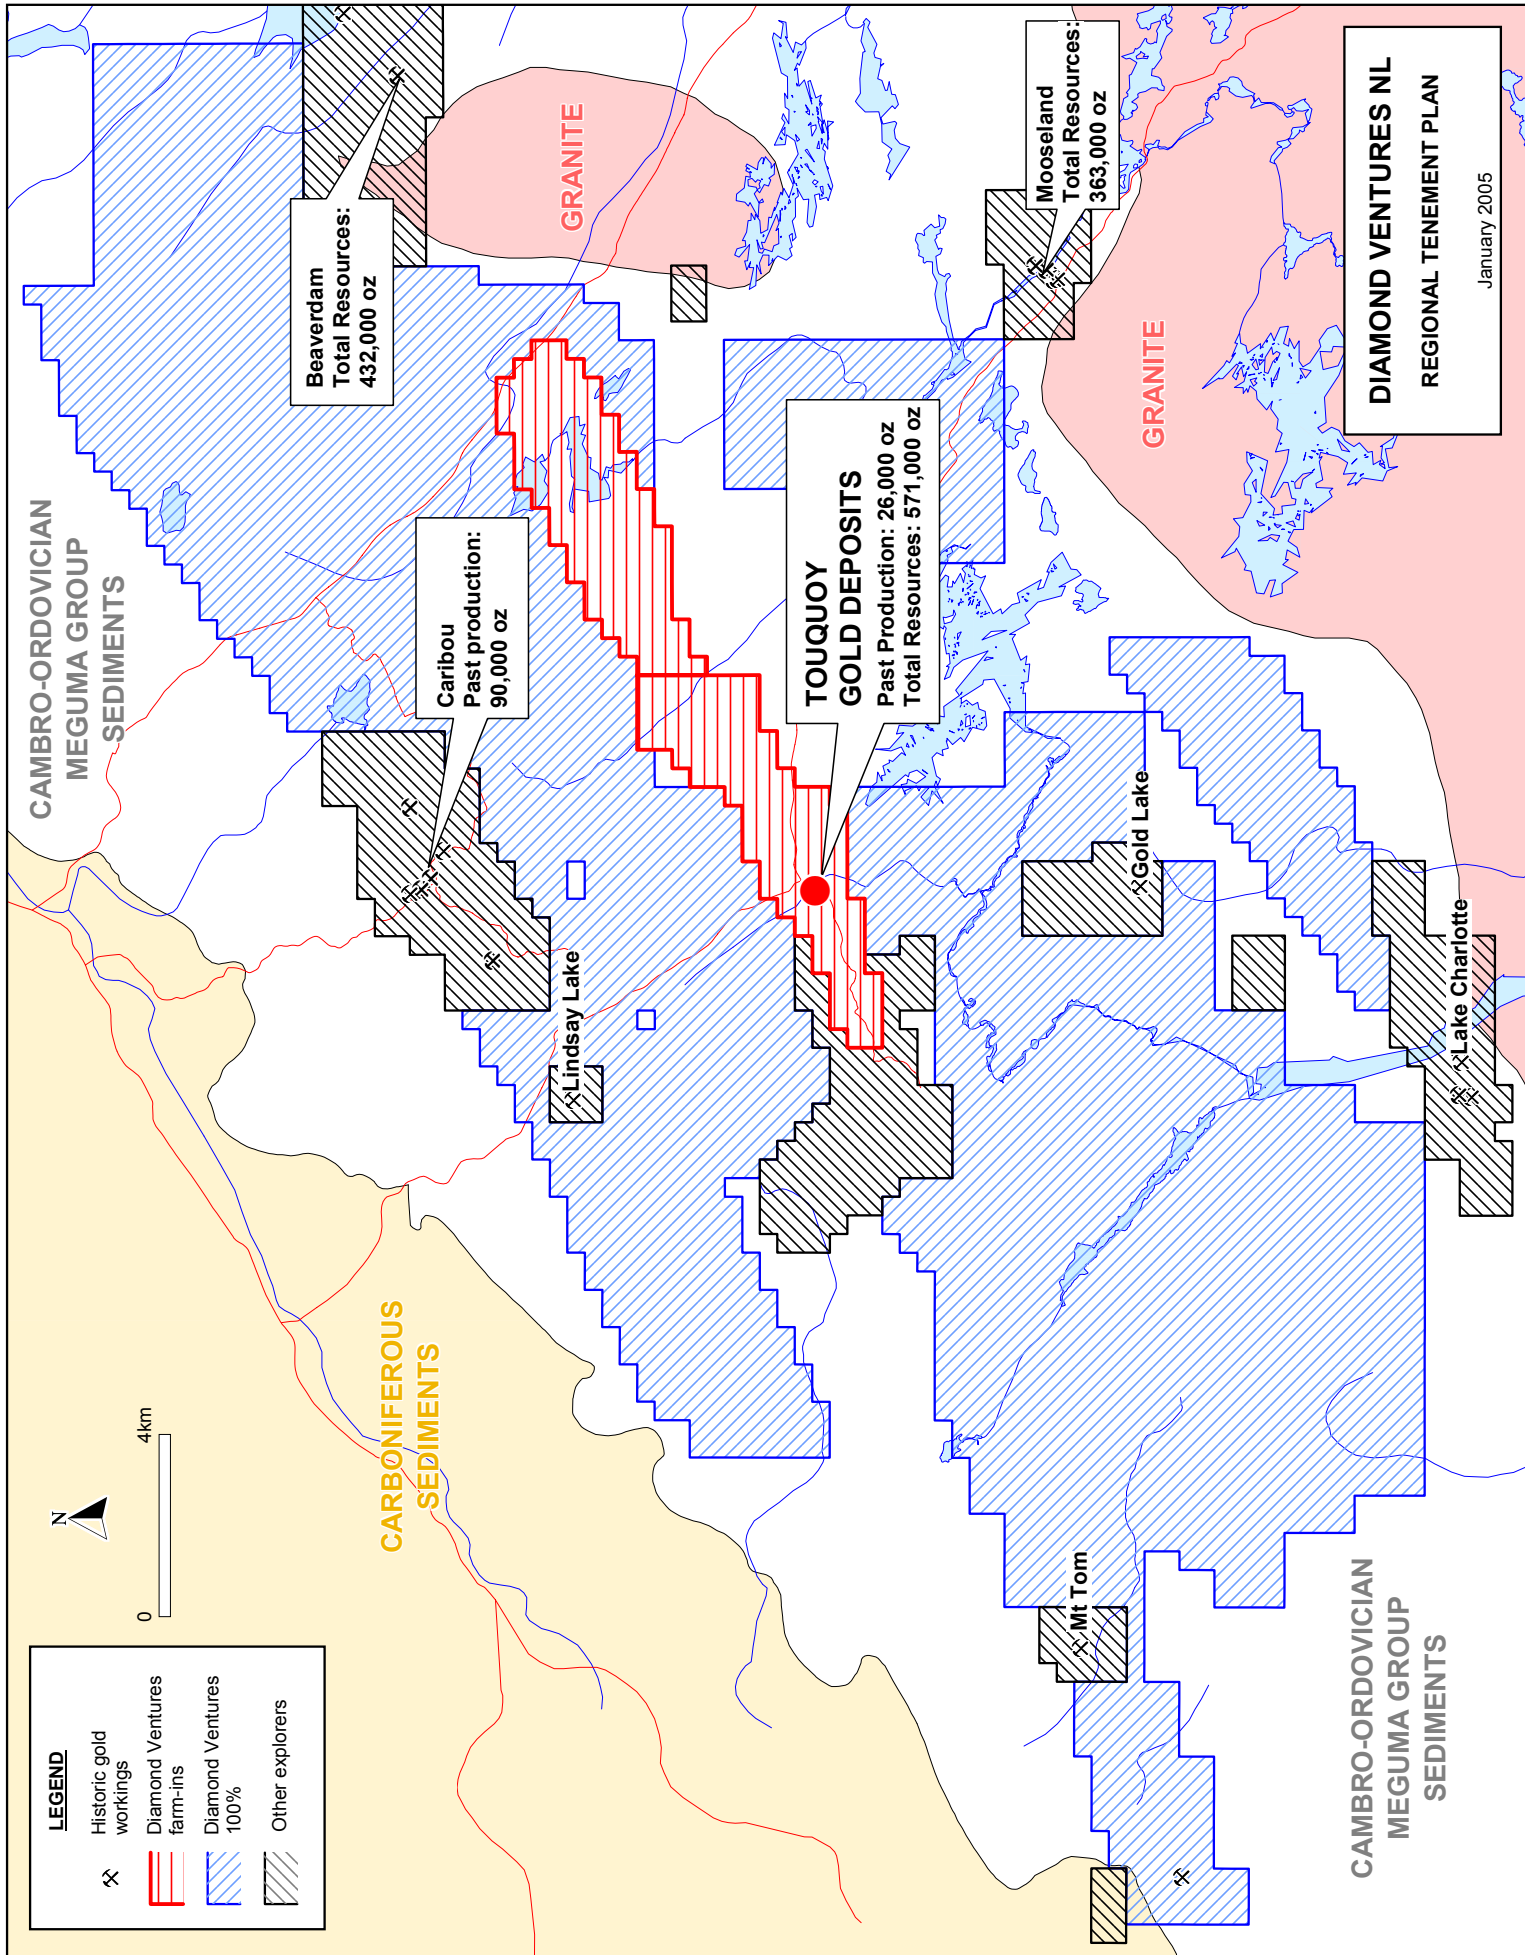 LEGEND
Historic gold
workings
Diamond Ventures
farm-ins
Diamond Ventures
100%
Other explorers
N
0
4km
CARBONIFEROUS
SEDIMENTS
CAMBRO-ORDOVICIAN
MEGUMA GROUP
SEDIMENTS
Beaverdam
Total Resources:
432,000 oz
GRANITE
Caribou
Past production:
90,000 oz
Lindsay Lake
TOUQUOY
GOLD DEPOSITS
Past Production: 26,000 oz
Total Resources: 571,000 oz
Mooseland
Total Resources:
363,000 oz
GRANITE
Gold Lake
Mt Tom
Lake Charlotte
CAMBRO-ORDOVICIAN
MEGUMA GROUP
SEDIMENTS
DIAMOND VENTURES NL
REGIONAL TENEMENT PLAN
January 2005